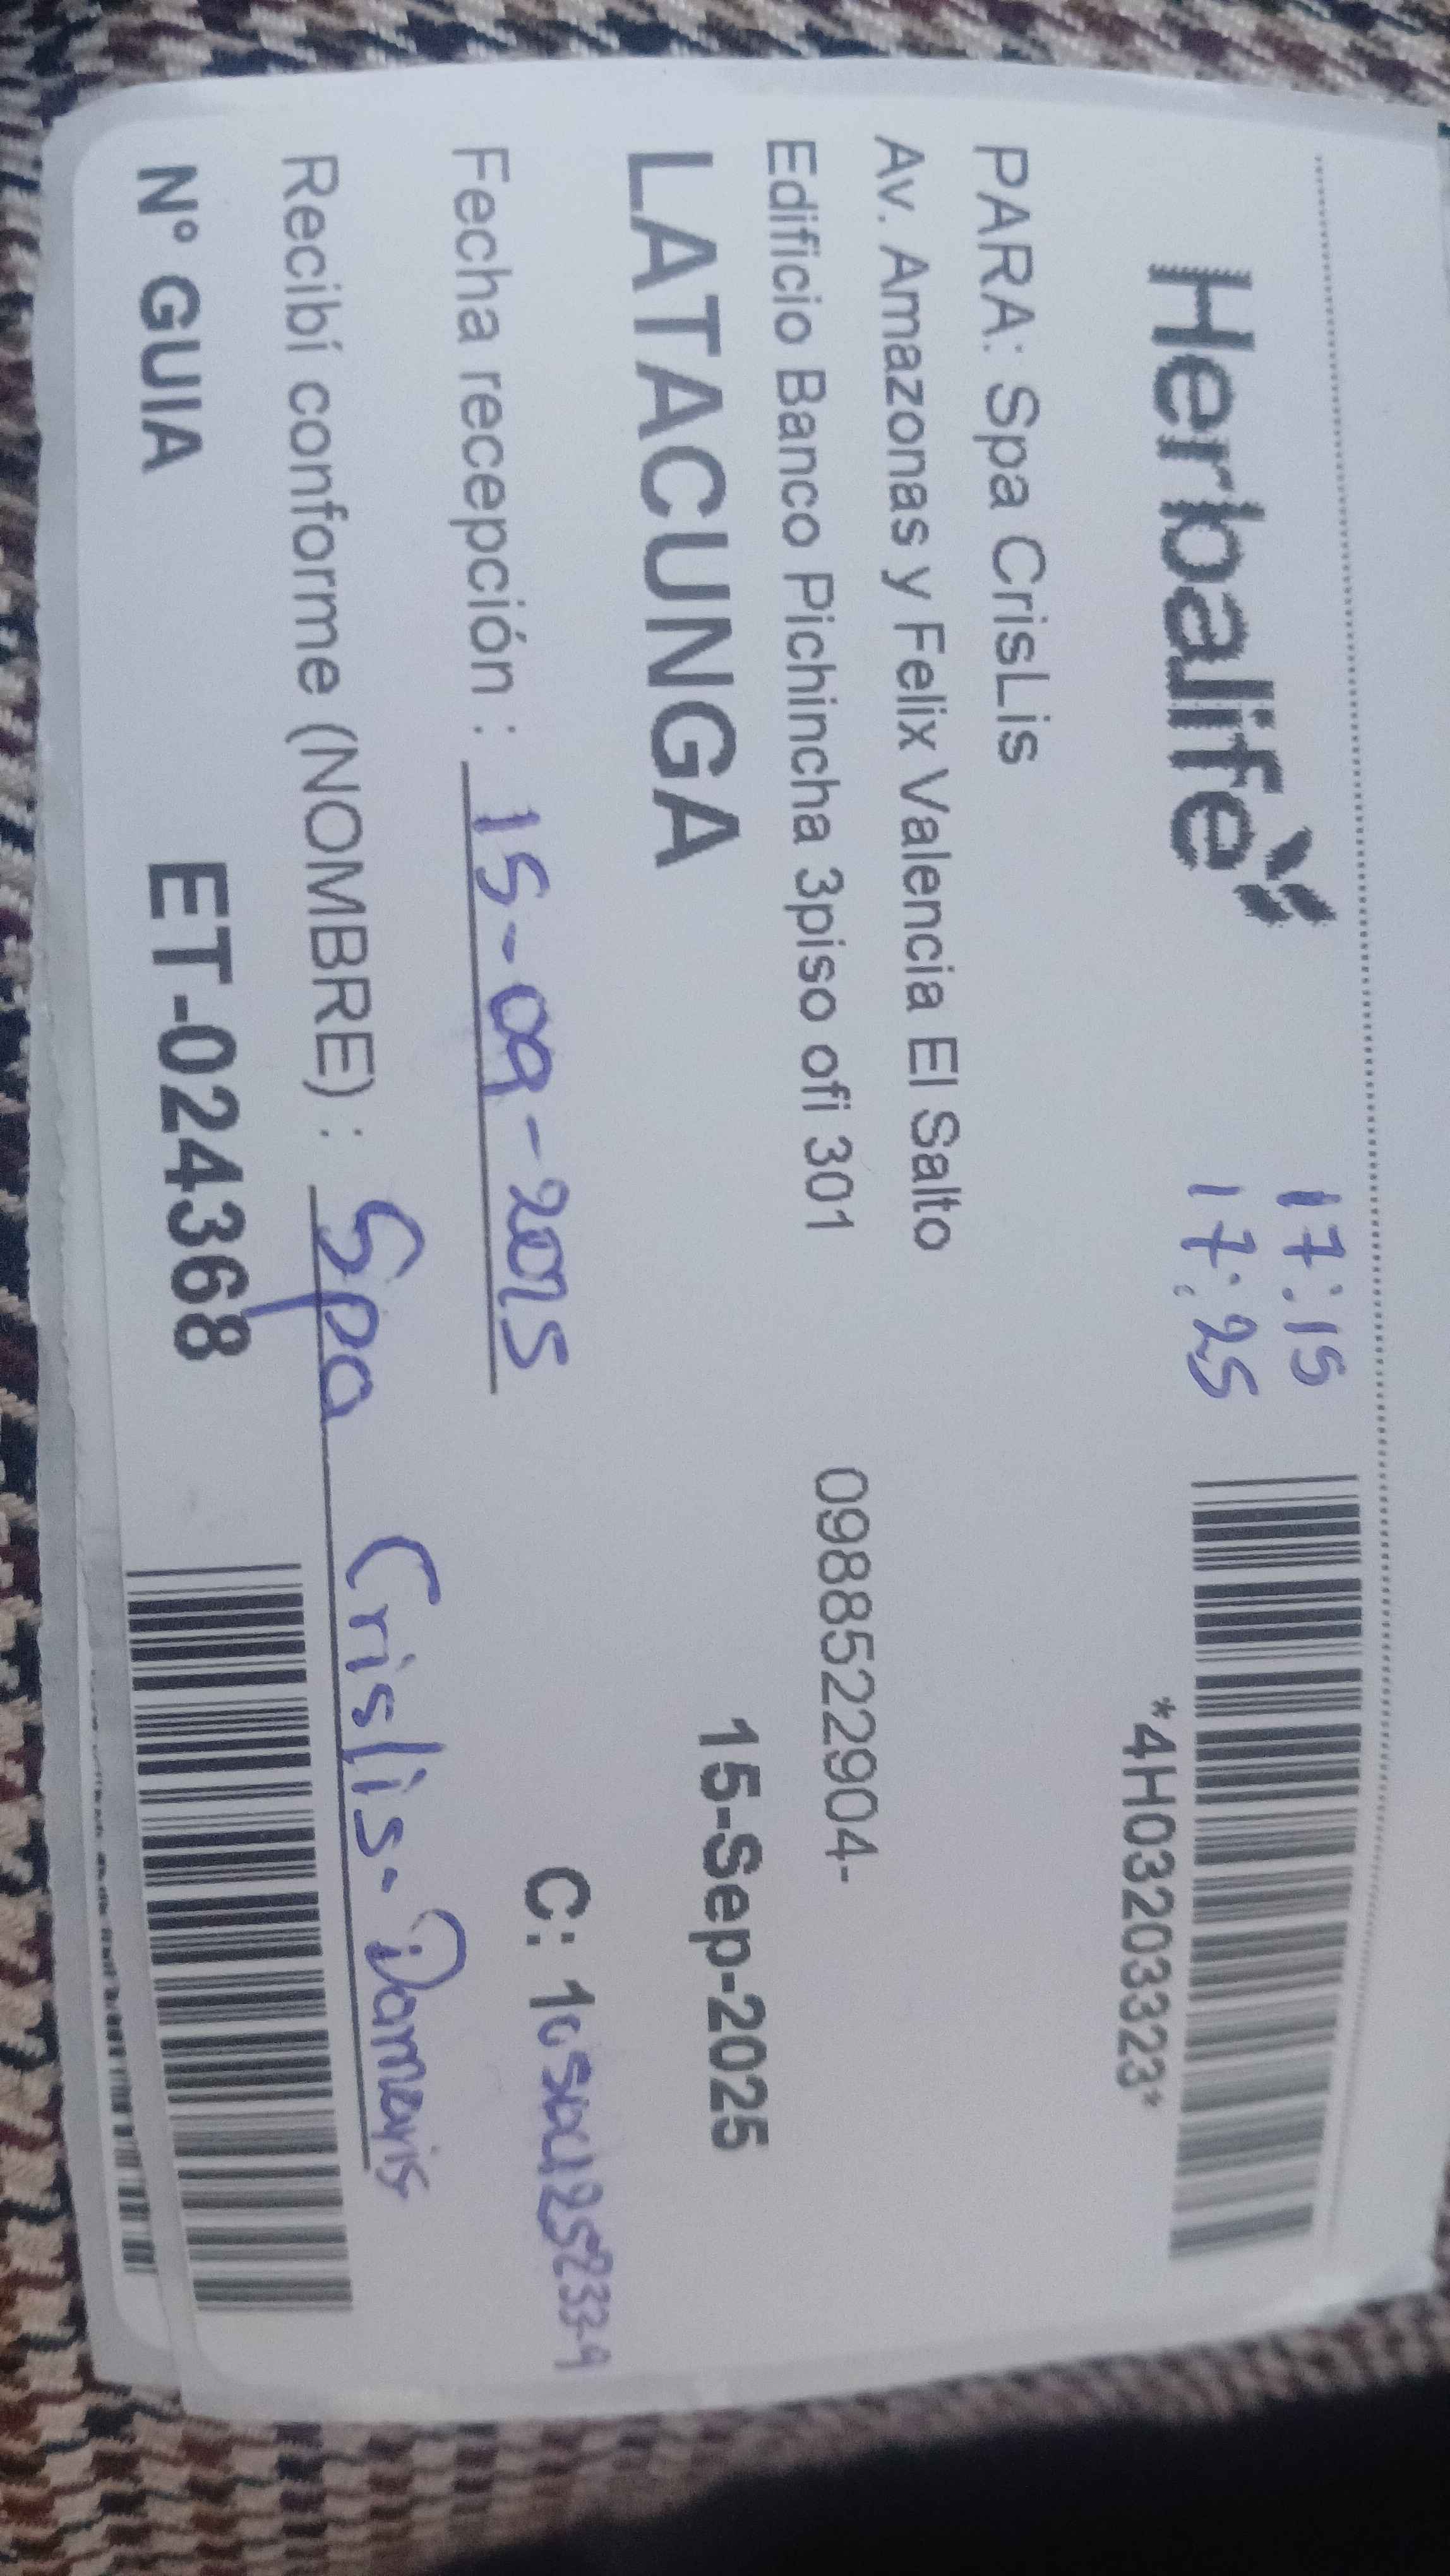 Herbalife
17:15
17:25
*4H03203323*
PARA: Spa CrisLis
Av. Amazonas y Felix Valencia El Salto
Edificio Banco Pichincha 3piso ofi 301
0988522904-
LATACUNGA
15-Sep-2025
Fecha recepción : 15-09-2025
C:
Recibí conforme (NOMBRE) : Spa Crislis. Damaris
N° GUIA ET-024368